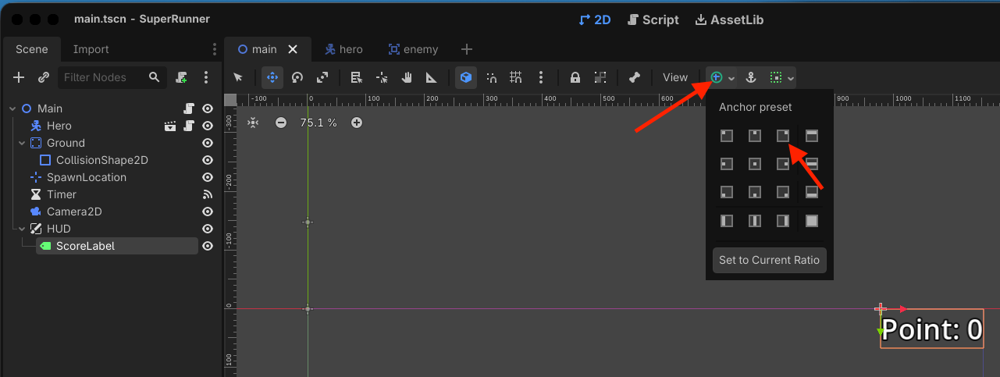 main.tscn - SuperRunner
2D Script AssetLib
Scene Import
main hero enemy
Filter Nodes
View
-100 0 100 200 300 400 500 600 900 1000 1100
Anchor preset
Main
-300
75.1 %
Hero
Ground
CollisionShape2D
-200
SpawnLocation
Timer
Camera2D
HUD
-100
ScoreLabel
Set to Current Ratio
0
Point: 0
100